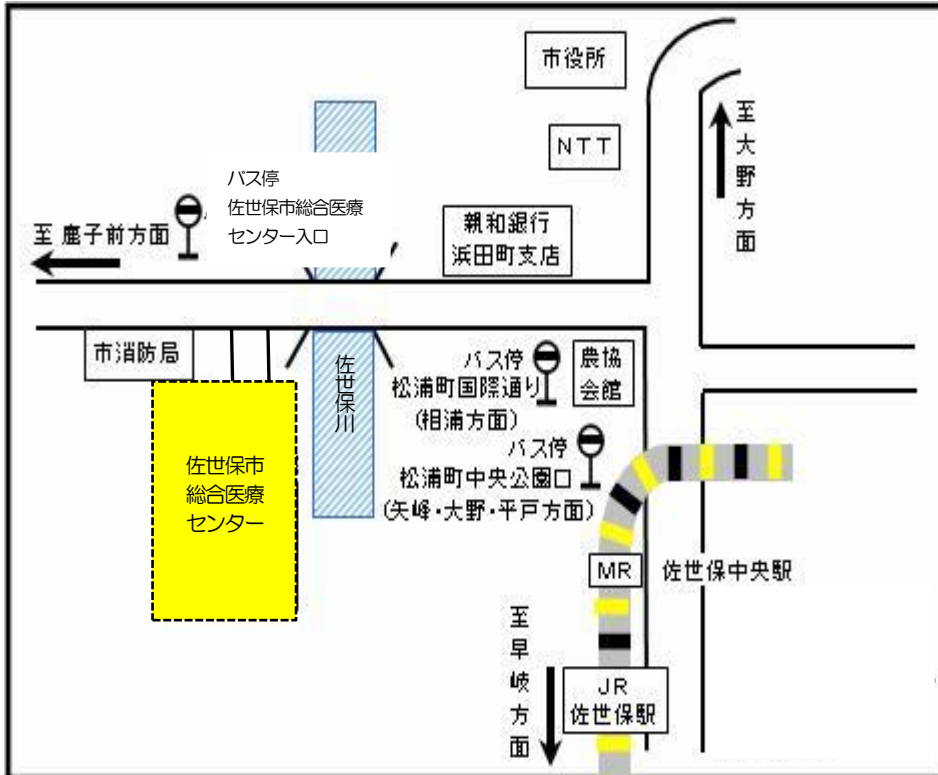 市役所
NTT
至大野方面
バス停
佐世保市総合医療
センター入口
至 鹿子前方面
親和銀行
浜田町支店
市消防局
佐世保川
バス停
松浦町国際通り
(相浦方面)
農協
会館
バス停
松浦町中央公園口
(矢峰・大野・平戸方面)
佐世保市
総合医療
センター
MR
佐世保中央駅
至早岐方面
JR
佐世保駅